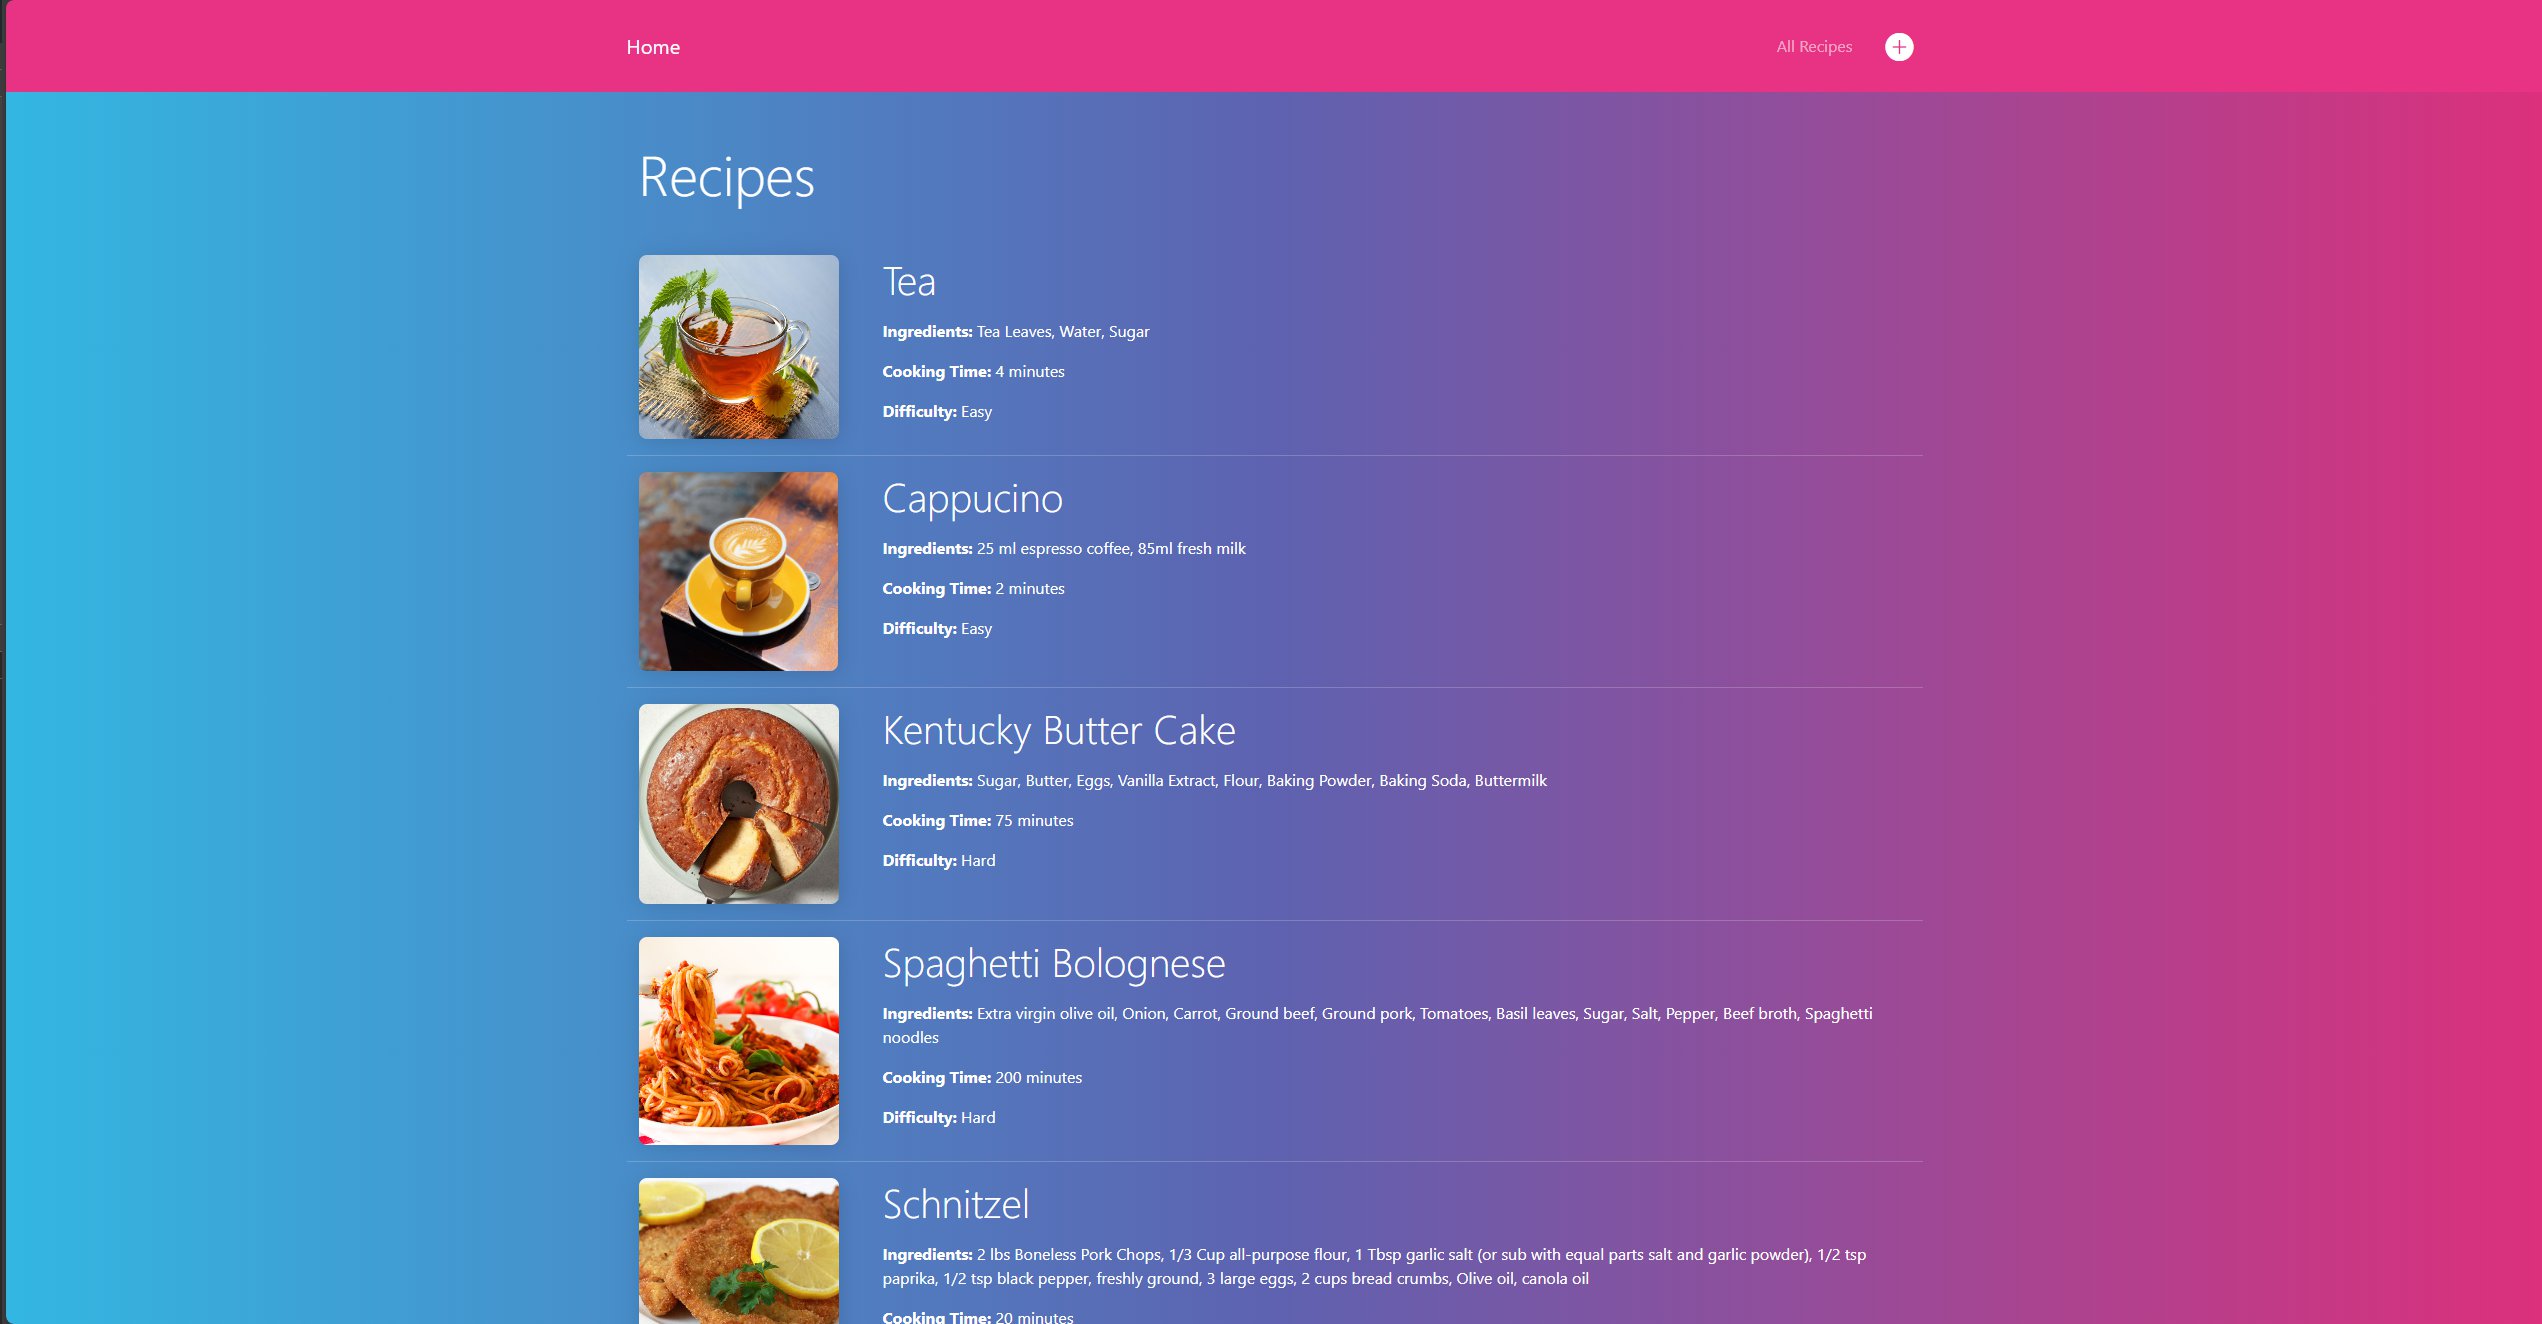 Home
All Recipes
Recipes
Tea
Ingredients: Tea Leaves, Water, Sugar
Cooking Time: 4 minutes
Difficulty: Easy
Cappucino
Ingredients: 25 ml espresso coffee, 85ml fresh milk
Cooking Time: 2 minutes
Difficulty: Easy
Kentucky Butter Cake
Ingredients: Sugar, Butter, Eggs, Vanilla Extract, Flour, Baking Powder, Baking Soda, Buttermilk
Cooking Time: 75 minutes
Difficulty: Hard
Spaghetti Bolognese
Ingredients: Extra virgin olive oil, Onion, Carrot, Ground beef, Ground pork, Tomatoes, Basil leaves, Sugar, Salt, Pepper, Beef broth, Spaghetti
noodles
Cooking Time: 200 minutes
Difficulty: Hard
Schnitzel
Ingredients: 2 lbs Boneless Pork Chops, 1/3 Cup all-purpose flour, 1 Tbsp garlic salt (or sub with equal parts salt and garlic powder), 1/2 tsp
paprika, 1/2 tsp black pepper, freshly ground, 3 large eggs, 2 cups bread crumbs, Olive oil, canola oil
Cooking Time: 20 minutes